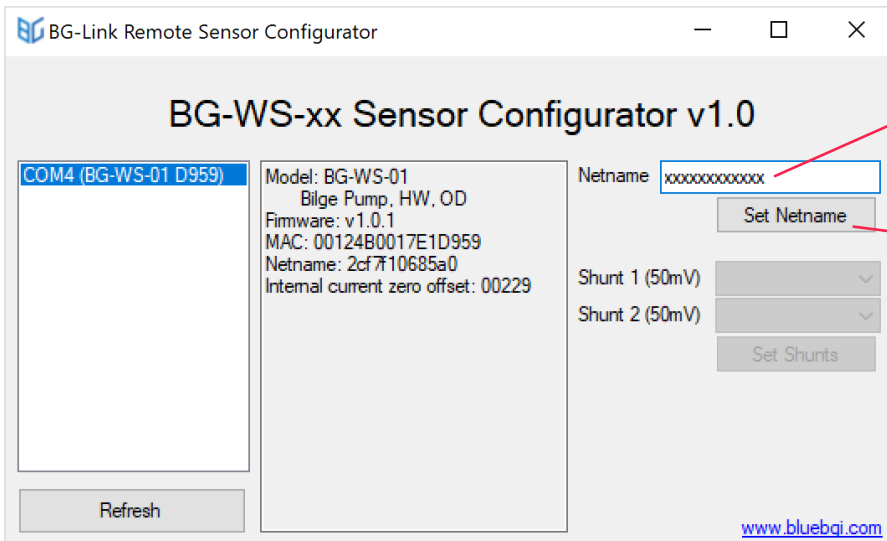 BG-Link Remote Sensor Configurator
BG-WS-xx Sensor Configurator v1.0
COM4 (BG-WS-01 D959)
Model: BG-WS-01
Bilge Pump, HW, OD
Firmware: v1.0.1
MAC: 00124B0017E1D959
Netname: 2cf7f10685a0
Internal current zero offset: 00229
Netname xxxxxxxxxxxx
Set Netname
Shunt 1 (50mV)
Shunt 2 (50mV)
Set Shunts
Refresh
www.bluebgi.com